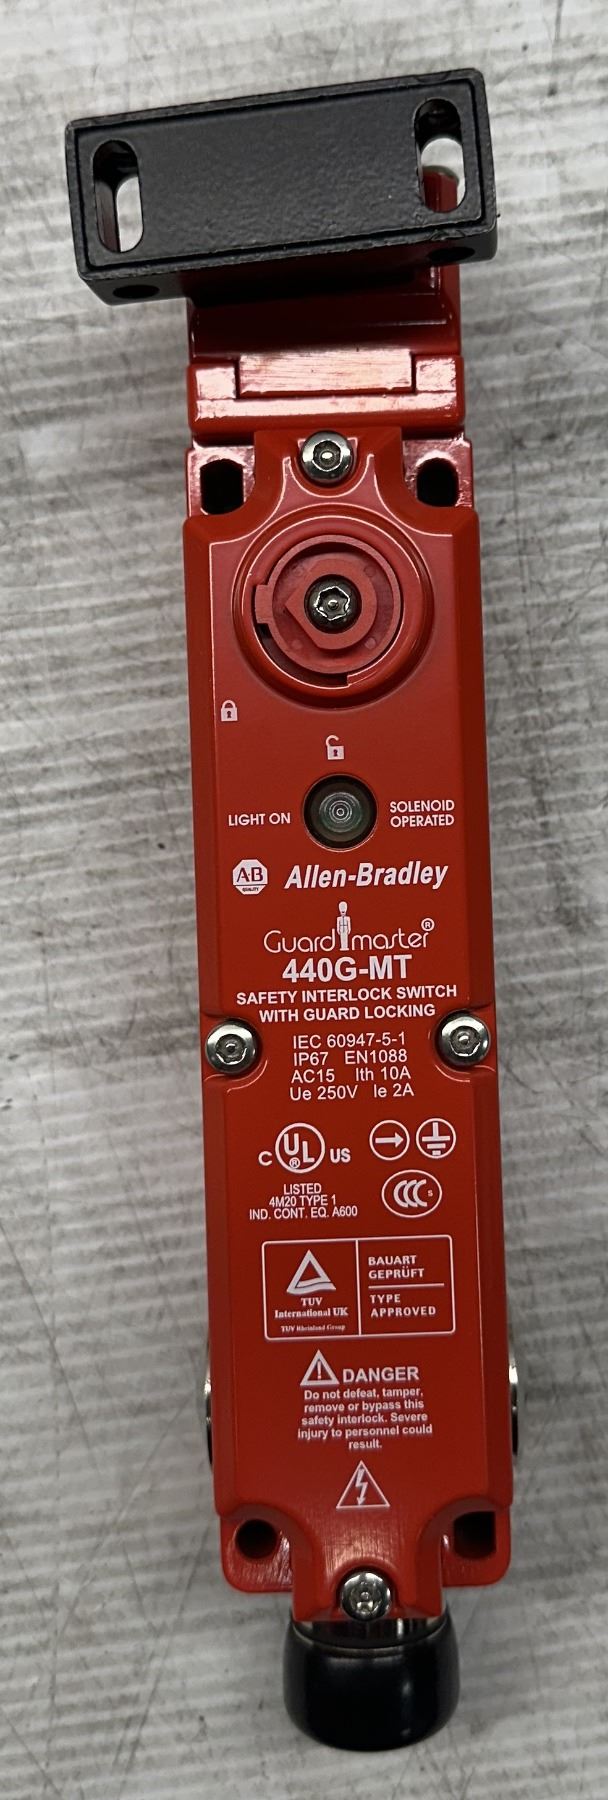 LIGHT ON
SOLENOID
OPERATED
A-B
QUALITY
Allen-Bradley
Guardmaster®
440G-MT
SAFETY INTERLOCK SWITCH
WITH GUARD LOCKING
IEC 60947-5-1
IP67 EN1088
AC15 Ith 10A
Ue 250V Ie 2A
C UL ® US
LISTED
4M20 TYPE 1
IND. CONT. EQ. A600
CCC S
TUV
International UK
TUV Rheinland Group
BAUART
GEPRÜFT
TYPE
APPROVED
DANGER
Do not defeat, tamper,
remove or bypass this
safety interlock. Severe
injury to personnel could
result.